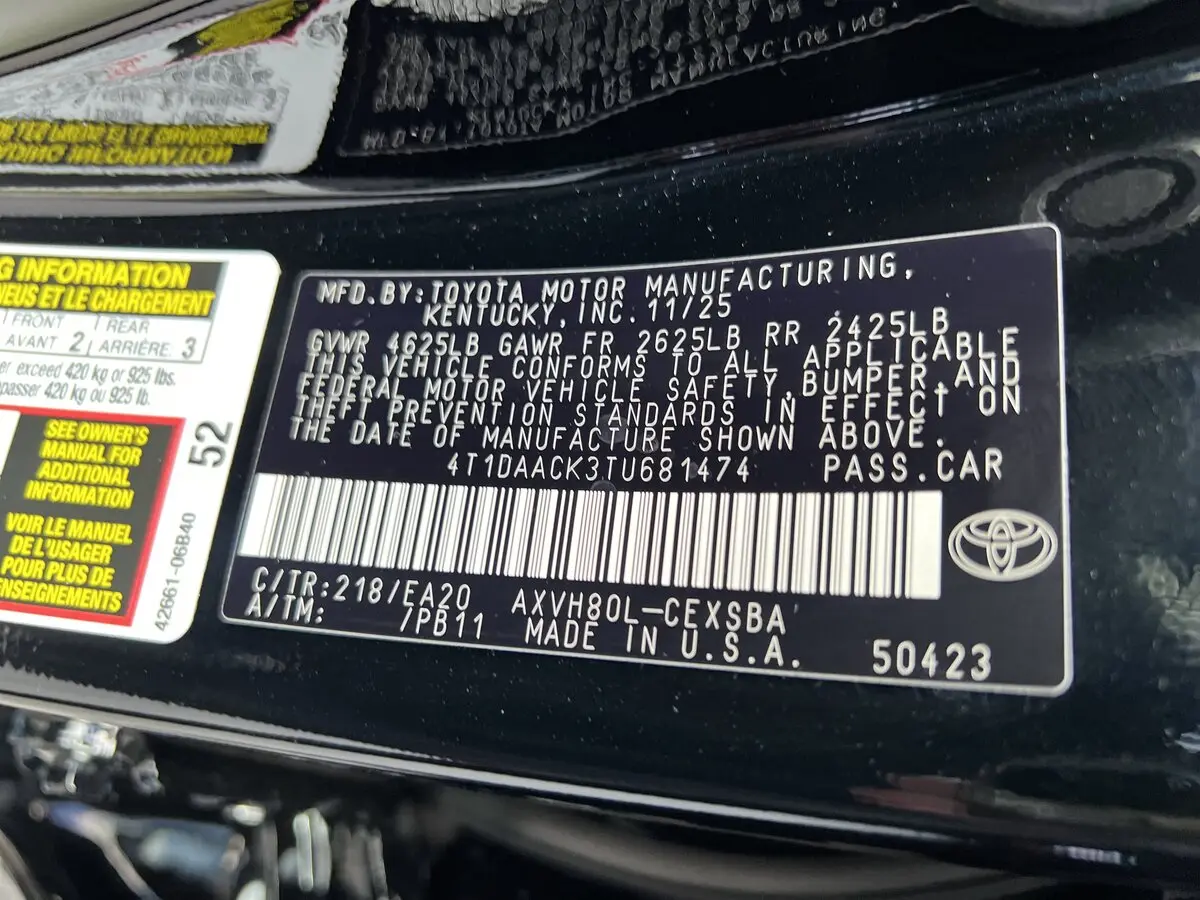 G INFORMATION
NEUS ET LE CHARGEMENT
FRONT
AVANT 2
REAR
ARRIÈRE 3
er exceed 420 kg or 925 lbs.
passer 420 kg ou 925 lb.
SEE OWNER'S
MANUAL FOR
ADDITIONAL
INFORMATION
VOIR LE MANUEL
DE L'USAGER
POUR PLUS DE
ENSEIGNEMENTS
52
42661-06B40
MFD.BY:TOYOTA MOTOR MANUFACTURING,
KENTUCKY, INC. 11/25
GVWR 4625LB GAWR FR 2625LB RR 2425LB
THIS VEHICLE CONFORMS TO ALL APPLICABLE
FEDERAL MOTOR VEHICLE SAFETY,BUMPER,AND
THEFT PREVENTION STANDARDS IN EFFECT ON
THE DATE OF MANUFACTURE SHOWN ABOVE.
4T1DAACK3TU681474 PASS.CAR
C/TR:218/EA20 AXVH80L-CEXSBA
A/TM: /PB11 MADE IN U.S.A. 50423